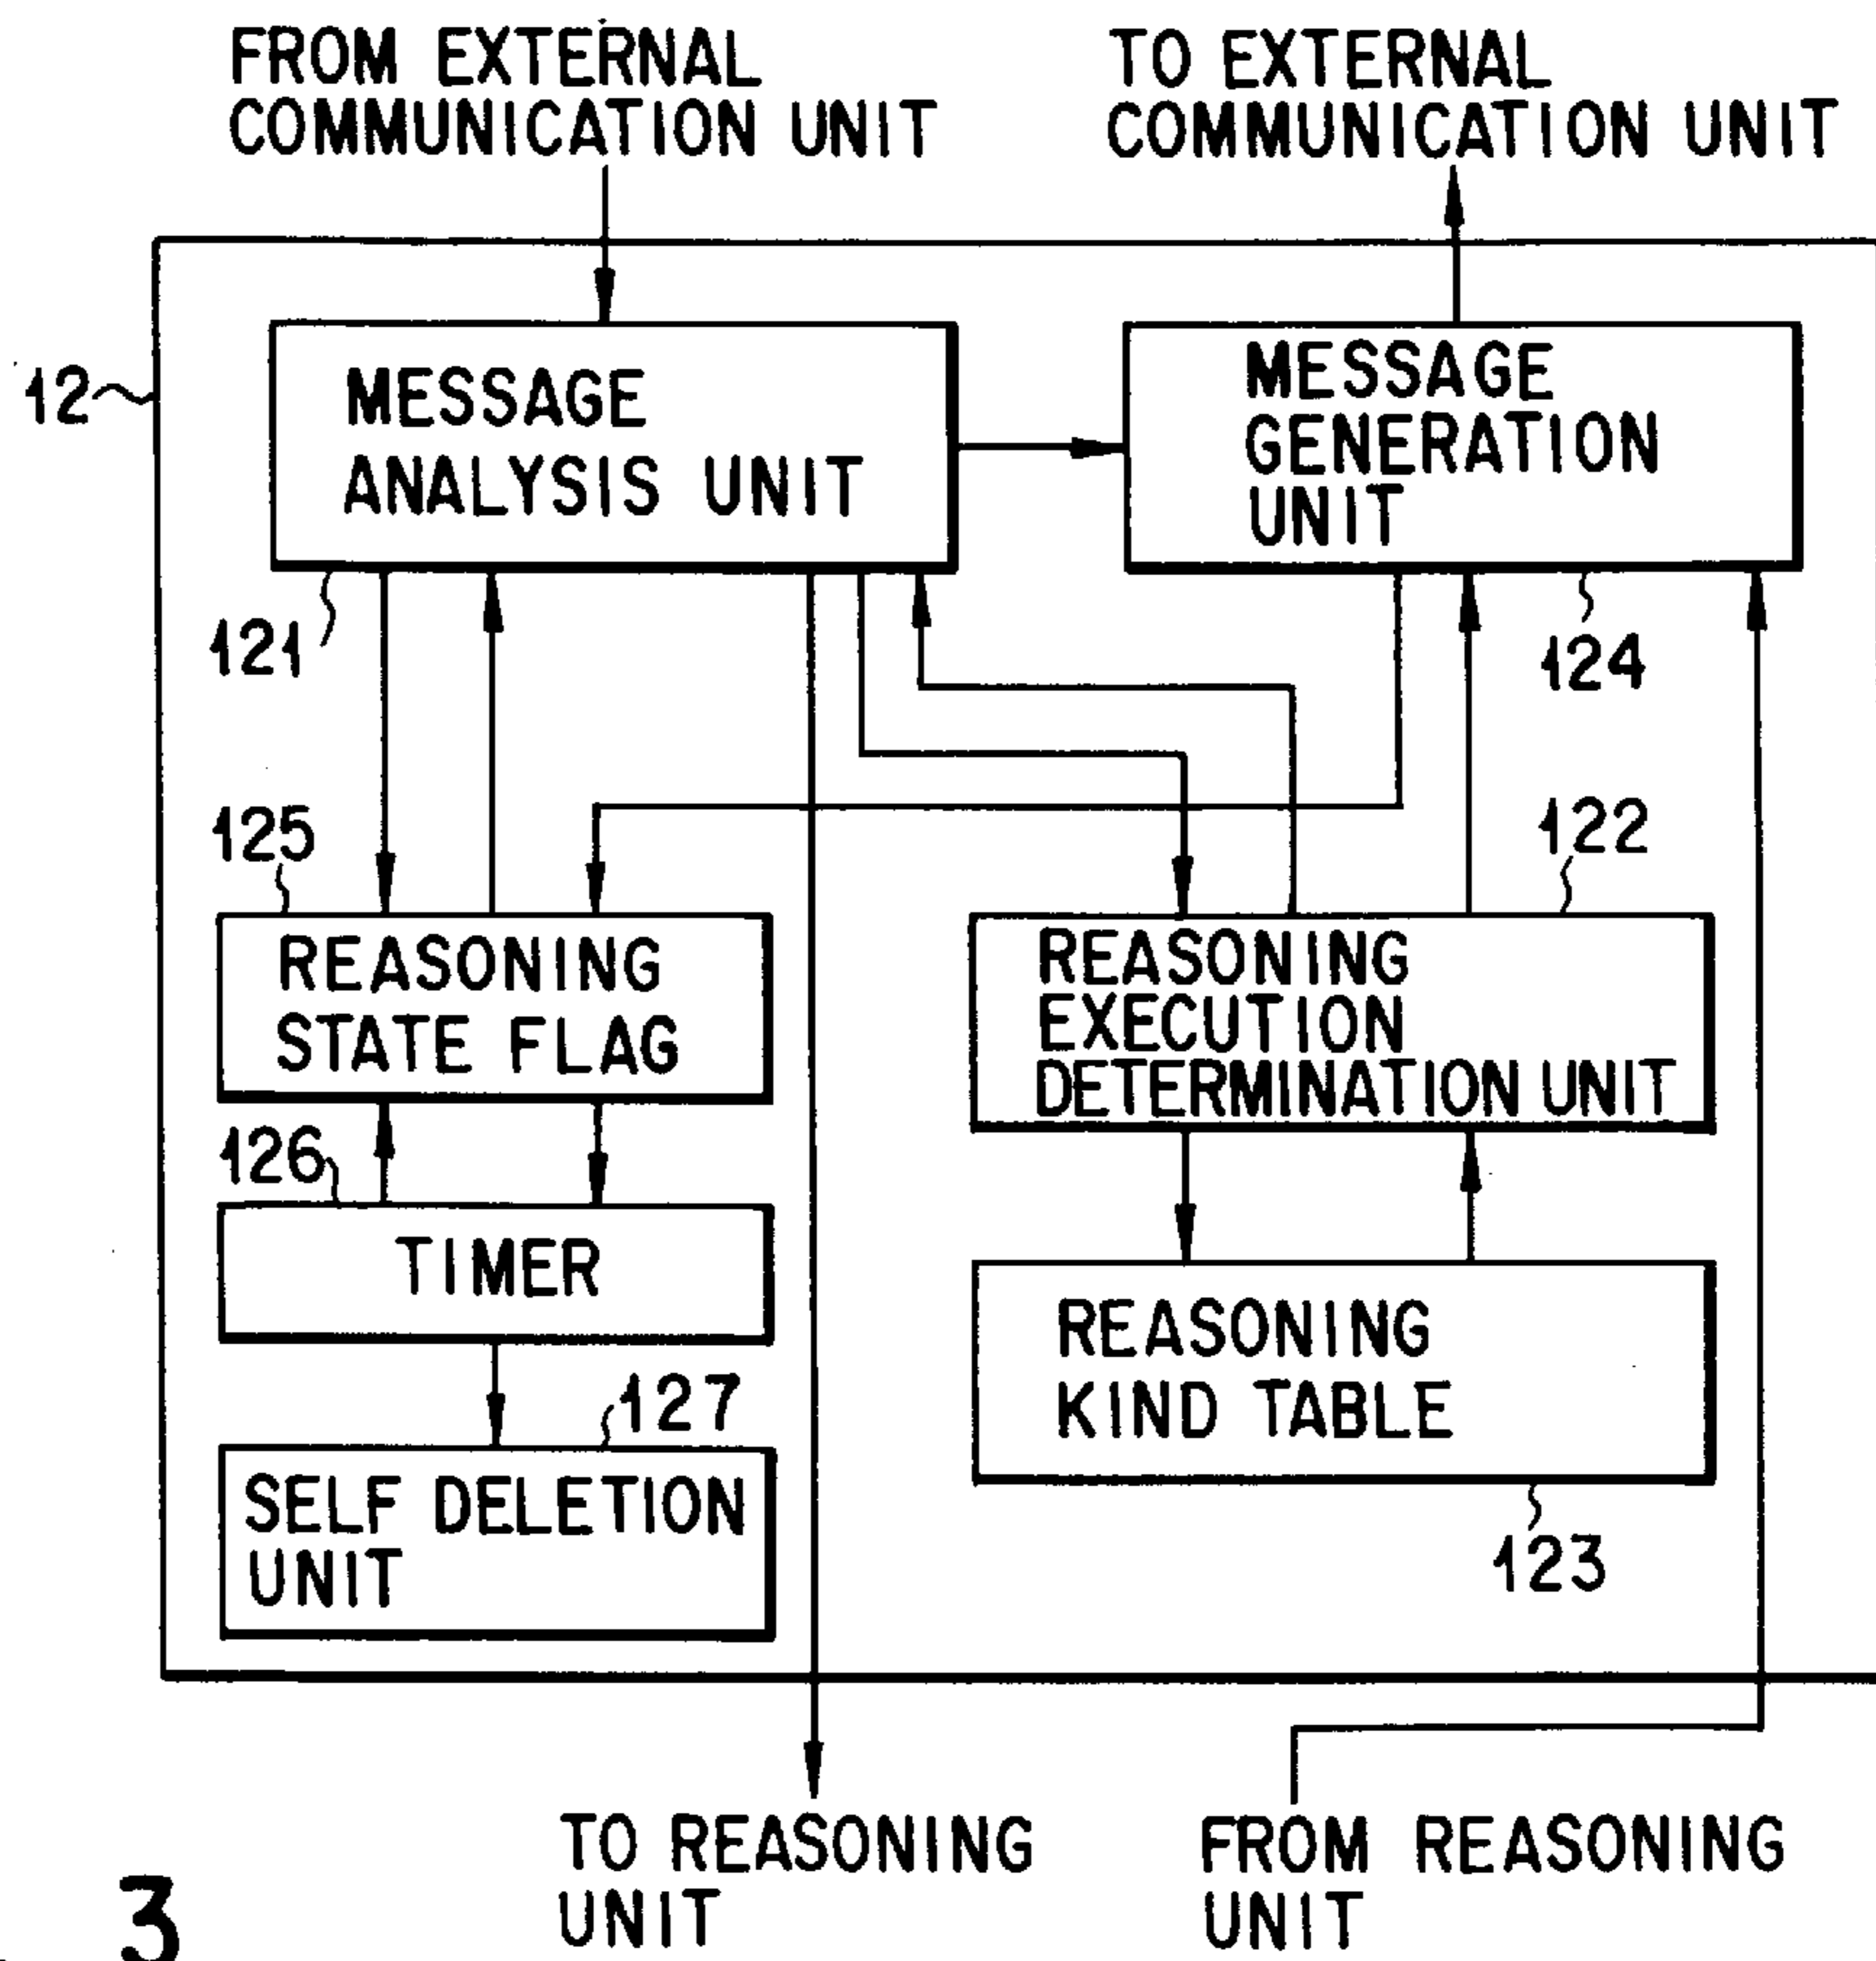 FROM EXTERNAL
COMMUNICATION UNIT
TO EXTERNAL
COMMUNICATION UNIT
12
MESSAGE
ANALYSIS UNIT
MESSAGE
GENERATION
UNIT
121
124
125
122
REASONING
STATE FLAG
REASONING
EXECUTION
DETERMINATION UNIT
126
TIMER
REASONING
KIND TABLE
127
SELF DELETION
UNIT
123
TO REASONING
UNIT
FROM REASONING
UNIT
3